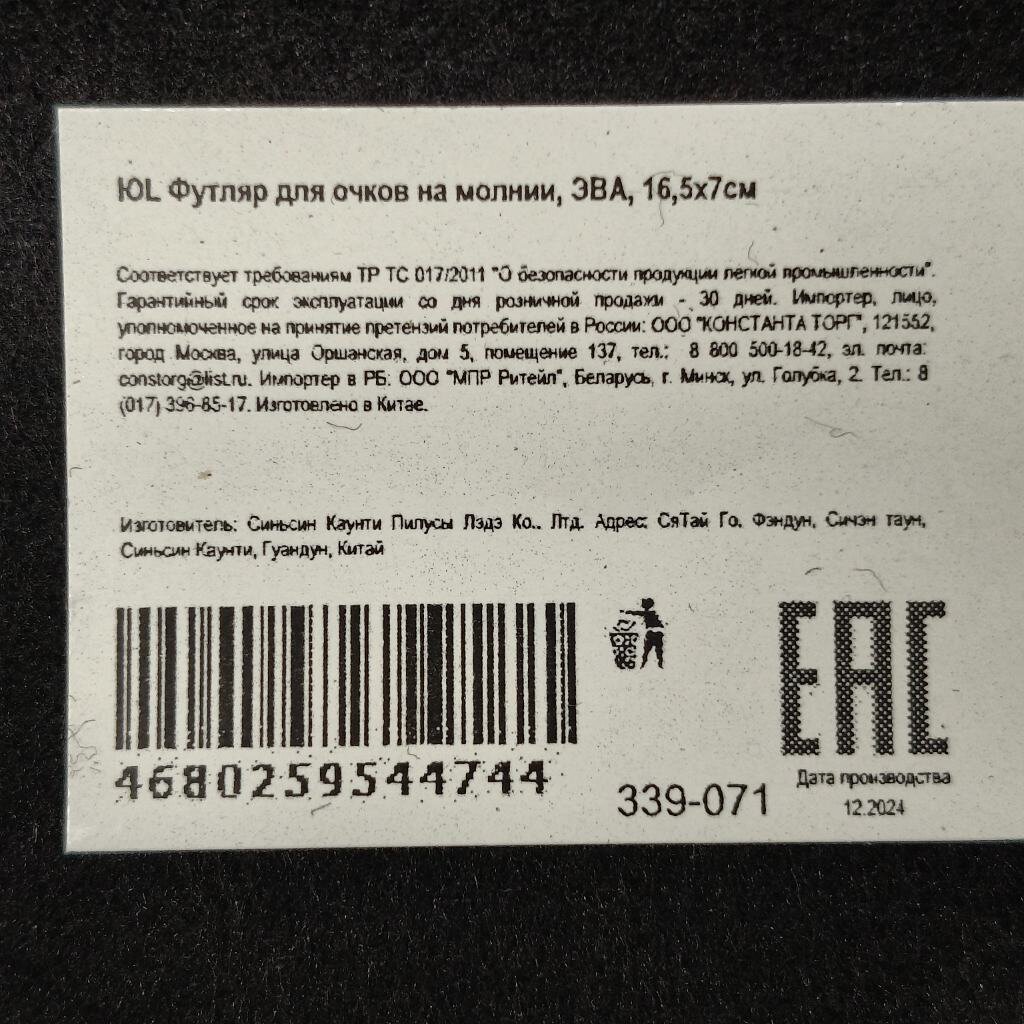 ЮL Футляр для очков на молнии, ЭВА, 16,5х7см
Соответствует требованиям ТР ТС 017/2011 "О безопасности продукции легкой промышленности".
Гарантийный срок эксплуатации со дня розничной продажи - 30 дней. Импортер, лицо,
уполномоченное на принятие претензий потребителей в России: ООО "КОНСТАНТА ТОРГ", 121552,
город Москва, улица Оршанская, дом 5, помещение 137, тел.: 8 800 500-18-42, эл. почта:
constorg@list.ru. Импортер в РБ: ООО "МПР Ритейл", Беларусь, г. Минск, ул. Голубка, 2. Тел.: 8
(017) 396-85-17. Изготовлено в Китае.
Изготовитель: Синьсин Каунти Пилусы Лэдэ Ко.. Лтд. Адрес: СяТай Го, Фэндун, Сичэн таун,
Синьсин Каунти, Гуандун, Китай
EAC
4680259544744
339-071
Дата производства
12.2024